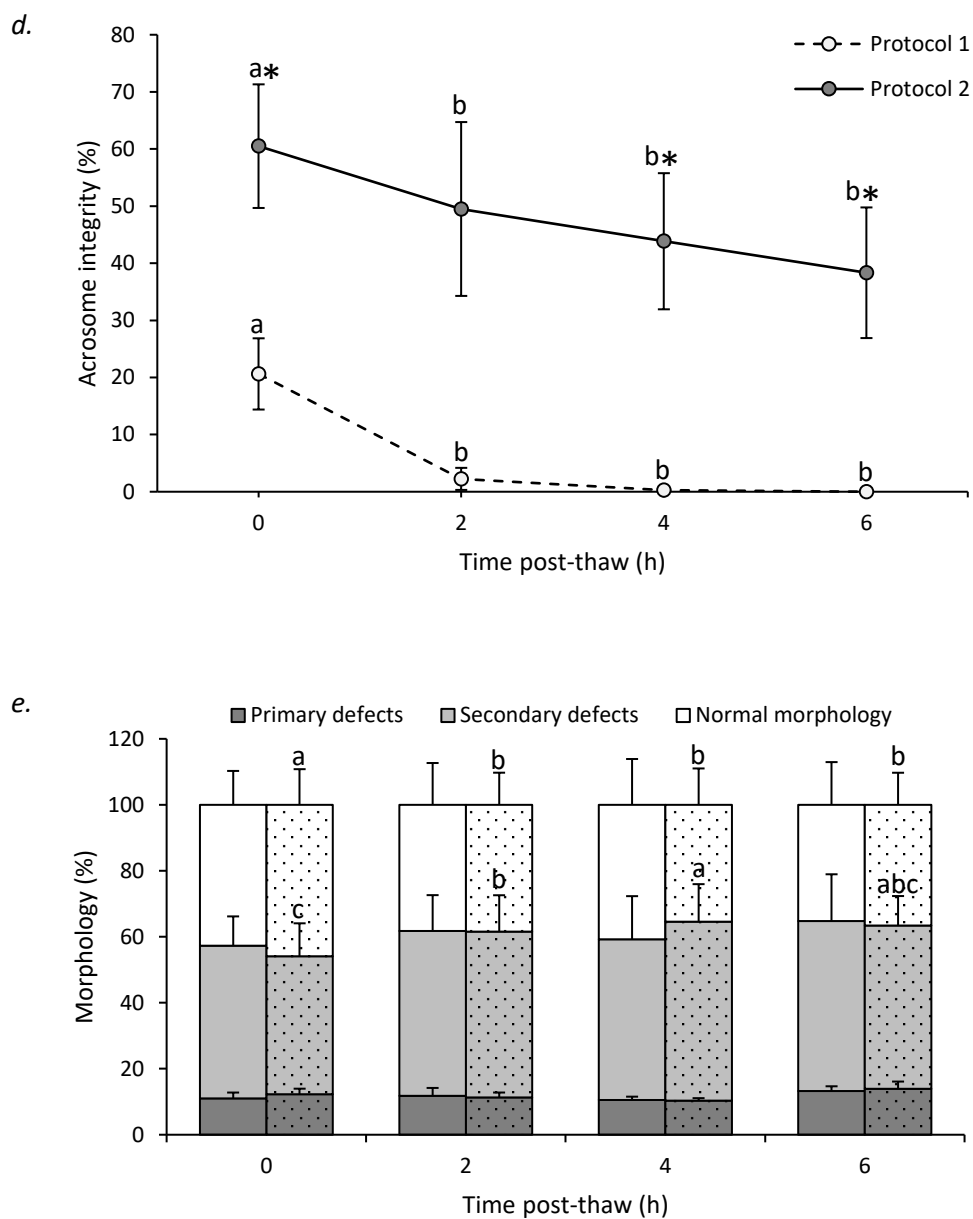 d.
80
Protocol 1
Protocol 2
a*
70
b
60
b*
b*
50
40
30
a
20
10
b
b
b
0
Acrosome integrity (%)
0 2 4 6
Time post-thaw (h)
e.
Primary defects Secondary defects Normal morphology
120
a b b b
100
80
c b a abc
60
40
20
0
Morphology (%)
0 2 4 6
Time post-thaw (h)